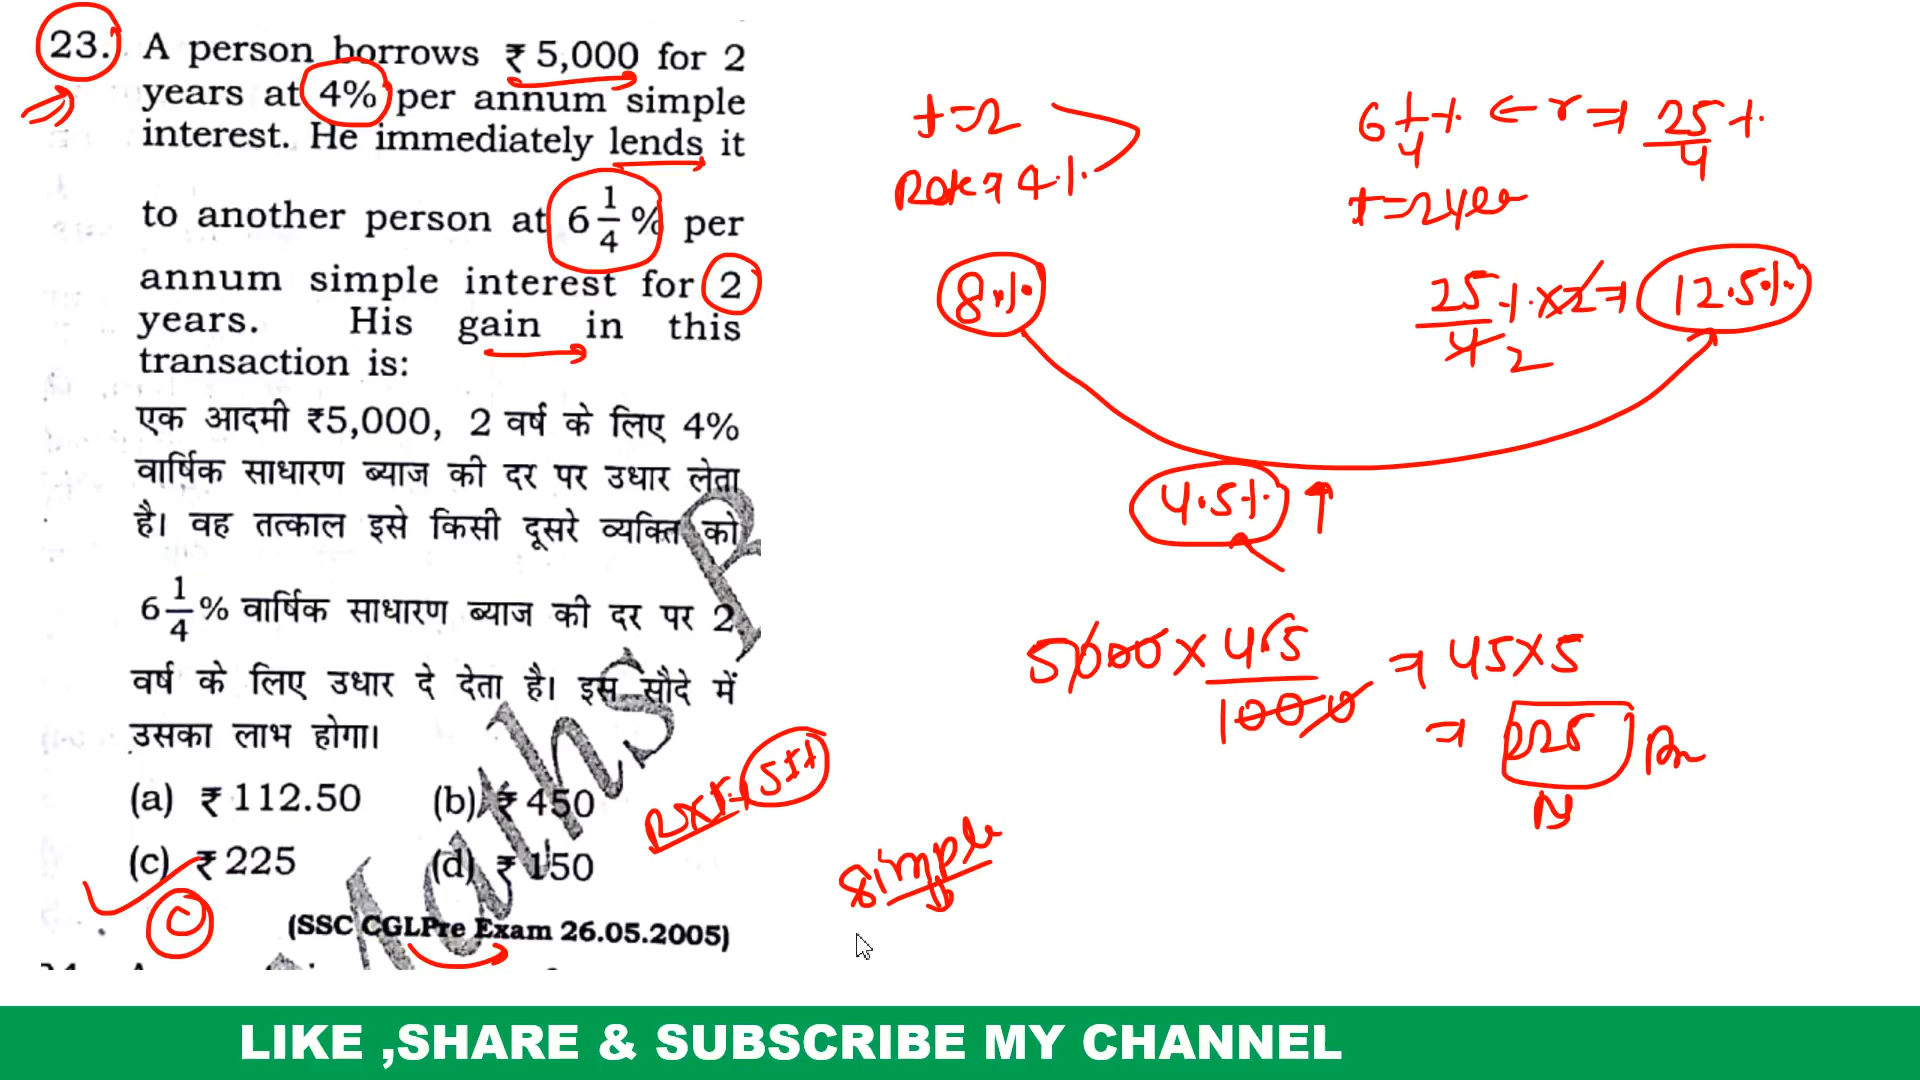 23. A person borrows ₹ 5,000 for 2
years at 4% per annum simple
interest. He immediately lends it
to another person at 6 1/4 % per
annum simple interest for 2
years. His gain in this
transaction is:
एक आदमी ₹5,000, 2 वर्ष के लिए 4%
वार्षिक साधारण ब्याज की दर पर उधार लेता
है। वह तत्काल इसे किसी दूसरे व्यक्ति को
6 1/4 % वार्षिक साधारण ब्याज की दर पर 2
वर्ष के लिए उधार दे देता है। इस सौदे में
उसका लाभ होगा।
(a) ₹ 112.50 (b) ₹ 450
(c) ₹ 225 (d) ₹ 150
(SSC CGLPre Exam 26.05.2005)
Maths
t=2
Rate → 4%
8%
6 1/4 % ← r ⇒ 25/4 %
t=2 year
25/4 % × 2 ⇒ 12.5%
2
4.5% ↑
5000 × 4.5/1000 ⇒ 45×5
⇒ 225
simple
C
LIKE ,SHARE & SUBSCRIBE MY CHANNEL